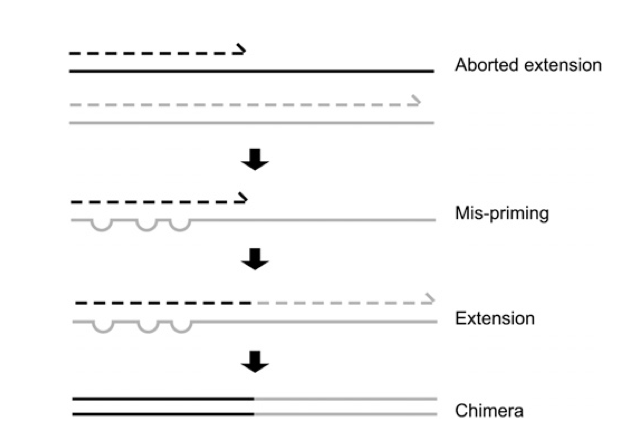 Aborted extension
Mis-priming
Extension
Chimera